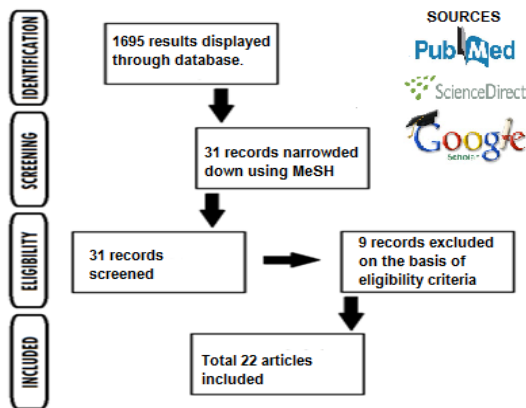 SOURCES
PubMed
ScienceDirect
Google
Scholar
IDENTIFICATION
1695 results displayed
through database.
SCREENING
31 records narrowded
down using MeSH
ELIGIBILITY
31 records
screened
9 records excluded
on the basis of
eligibility criteria
INCLUDED
Total 22 articles
included